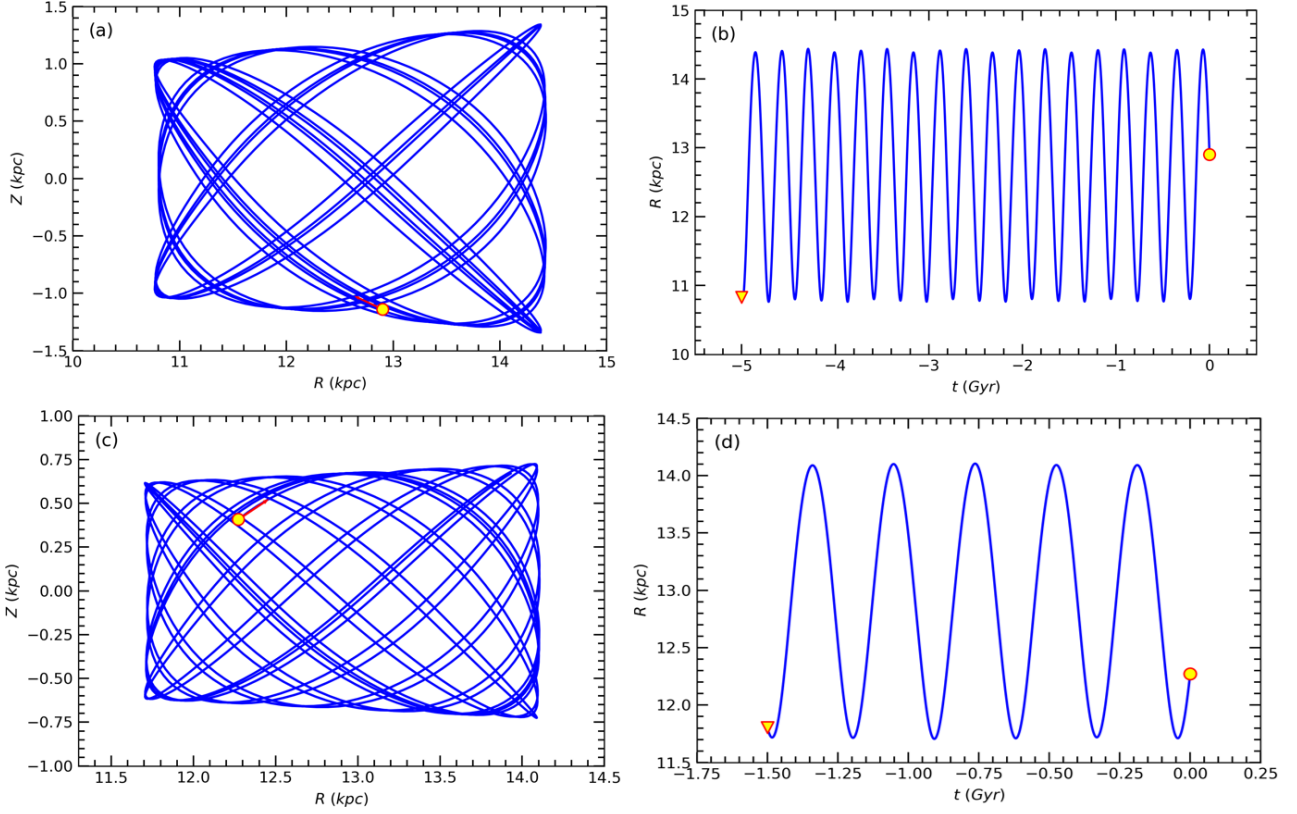 (a)
1.5
1.0
0.5
0.0
−0.5
−1.0
−1.5
Z (kpc)
10 11 12 13 14 15
R (kpc)
(b)
15
14
13
12
11
10
R (kpc)
−5 −4 −3 −2 −1 0
t (Gyr)
(c)
1.00
0.75
0.50
0.25
0.00
−0.25
−0.50
−0.75
−1.00
Z (kpc)
11.5 12.0 12.5 13.0 13.5 14.0 14.5
R (kpc)
(d)
14.5
14.0
13.5
13.0
12.5
12.0
11.5
R (kpc)
−1.75 −1.50 −1.25 −1.00 −0.75 −0.50 −0.25 0.00 0.25
t (Gyr)